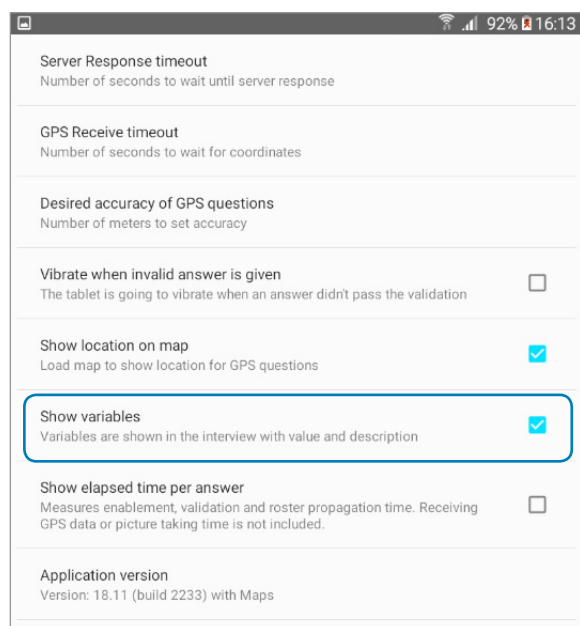 92% 16:13
Server Response timeout
Number of seconds to wait until server response
GPS Receive timeout
Number of seconds to wait for coordinates
Desired accuracy of GPS questions
Number of meters to set accuracy
Vibrate when invalid answer is given
The tablet is going to vibrate when an answer didn't pass the validation
Show location on map
Load map to show location for GPS questions
Show variables
Variables are shown in the interview with value and description
Show elapsed time per answer
Measures enablement, validation and roster propagation time. Receiving
GPS data or picture taking time is not included.
Application version
Version: 18.11 (build 2233) with Maps